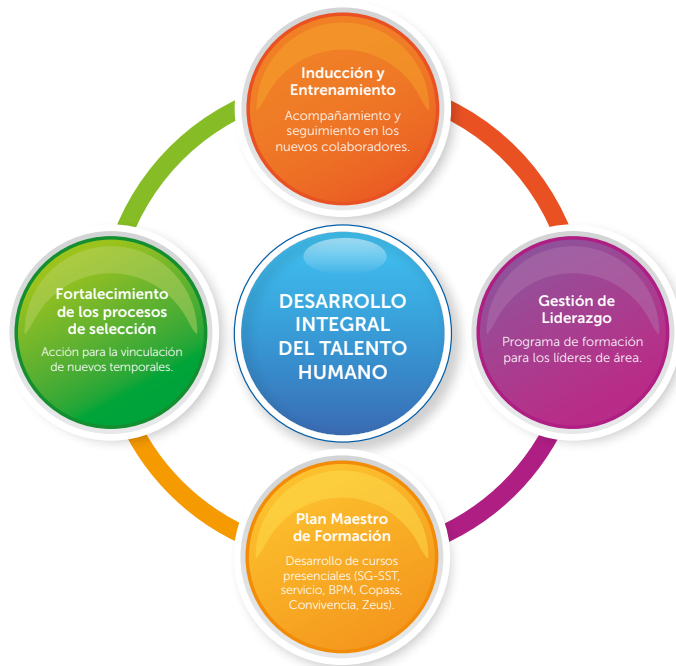 Inducción y
Entrenamiento
Acompañamiento y
seguimiento en los
nuevos colaboradores.
Fortalecimiento
de los procesos
de selección
Acción para la vinculación
de nuevos temporales.
DESARROLLO
INTEGRAL
DEL TALENTO
HUMANO
Gestión de
Liderazgo
Programa de formación
para los líderes de área.
Plan Maestro
de Formación
Desarrollo de cursos
presenciales (SG-SST,
servicio, BPM, Copass,
Convivencia, Zeus).